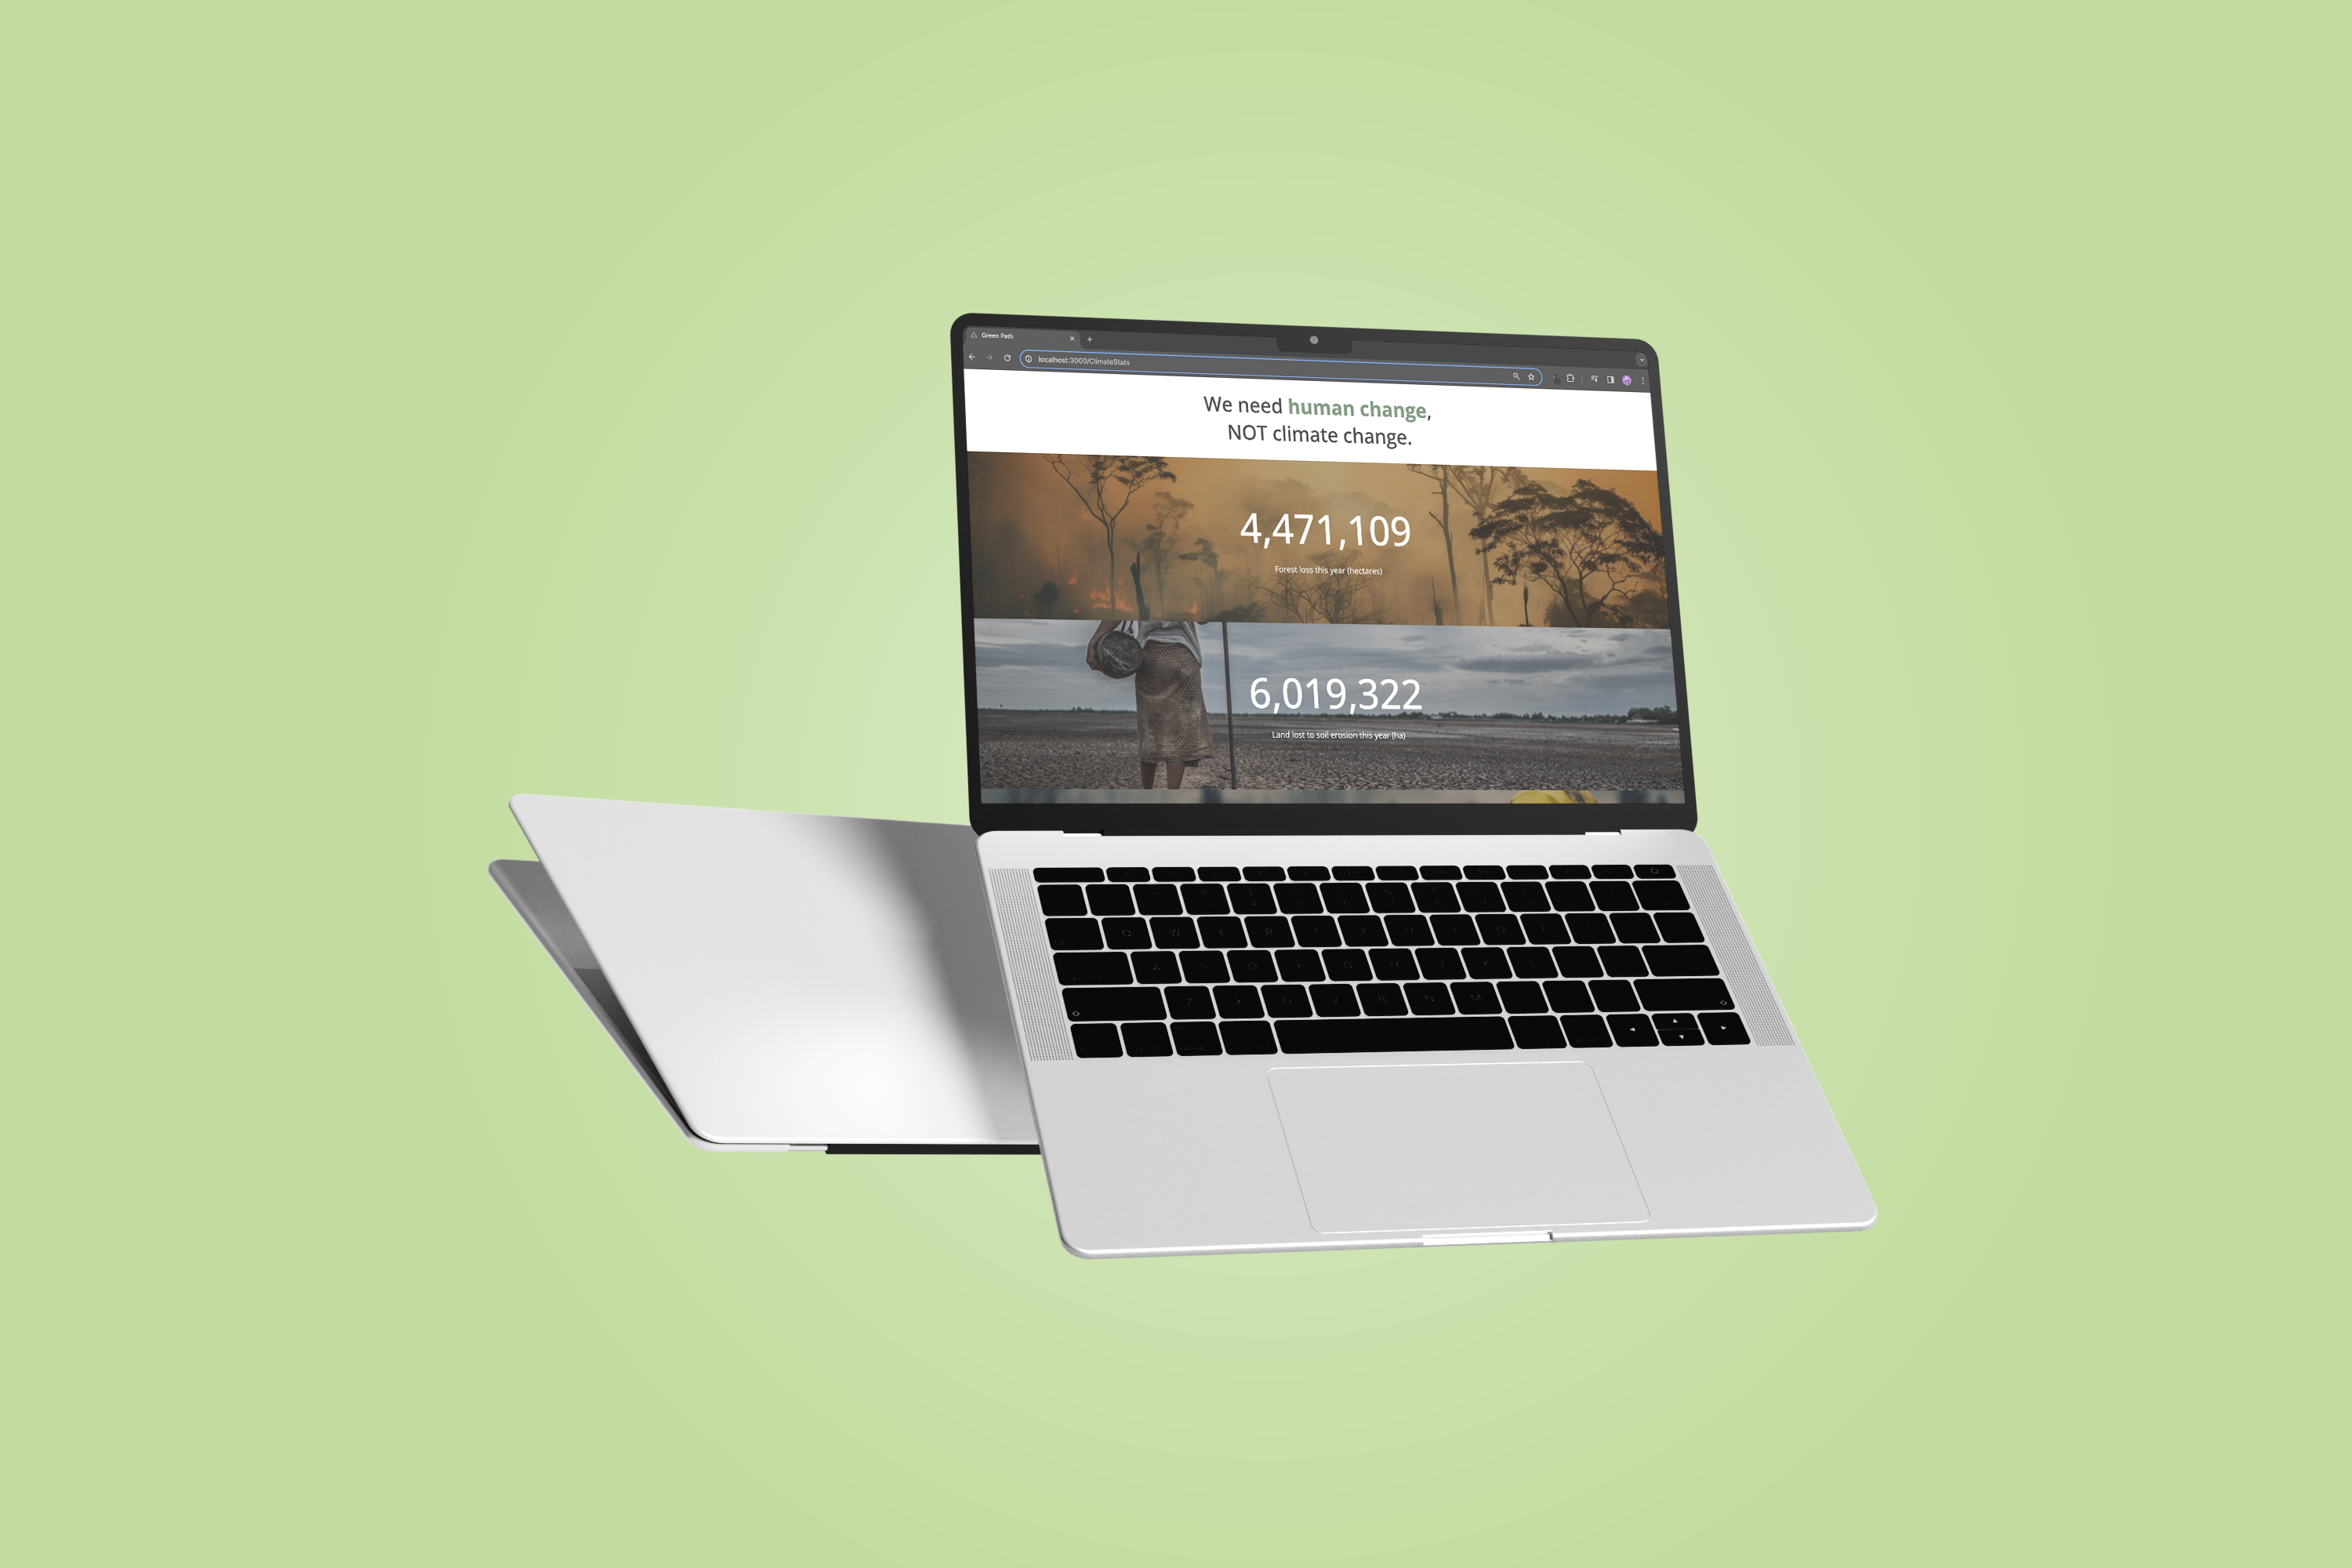 Green Path
localhost:3000/ClimateStats
We need human change,
NOT climate change.
4,471,109
Forest loss this year (hectares)
6,019,322
Land lost to soil erosion this year (ha)
Q W E R
A S D F G H J K L
Z X C V B N M